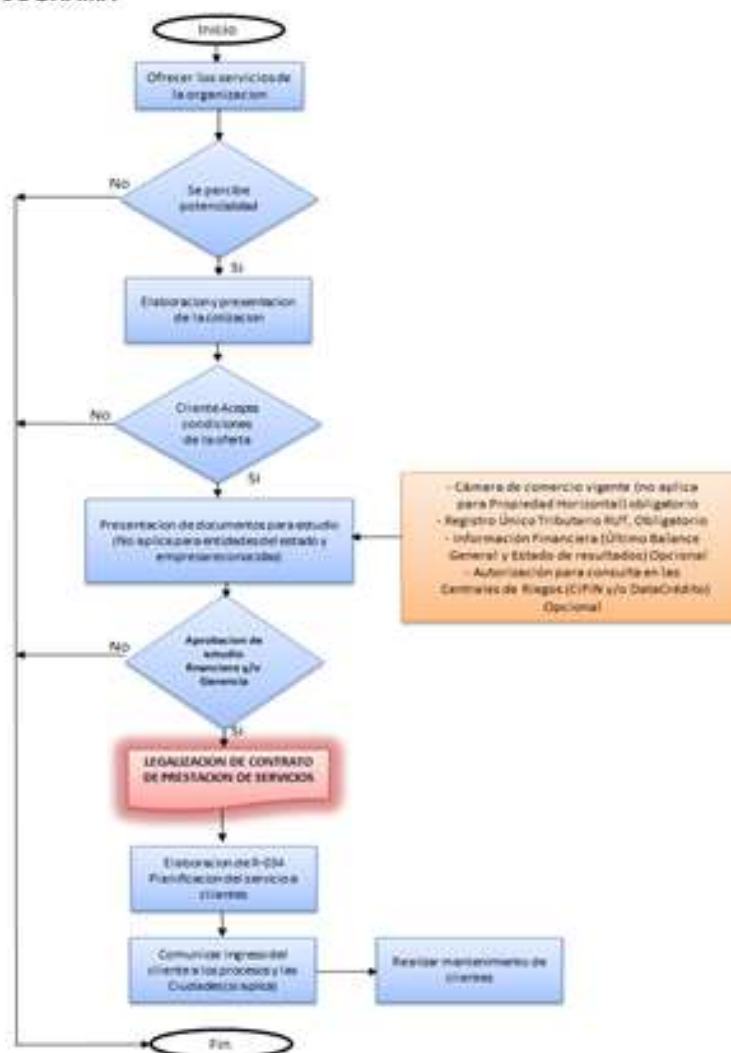 Inicio
Ofrecer los servicios de
la organizacion
No
Se percibe
potencialidad
Si
Elaboracion y presentacion
de la cotizacion
No
Cliente Acepta
condiciones
de la oferta
Si
Presentacion de documentos para estudio
(No aplica para entidades del estado y
- Cámara de comercio vigente (no aplica
para Propiedad Horizontal) obligatorio
- Registro Único Tributario RUT. Obligatorio
- Información Financiera (Último Balance
General y Estado de resultados) Opcional
- Autorización para consulta en las
Centrales de Riegos (CIFIN y/o DataCrédito)
Opcional
No
Aprobacion de
estudio
financiero y/o
Gerencia
Si
LEGALIZACION DE CONTRATO
DE PRESTACION DE SERVICIOS
Elaboracion de R-034
Planificacion del servicio a
clientes
Comunicar ingreso del
cliente a los procesos y las
Ciudades(si aplica)
Realizar mantenimiento de
clientes
Fin